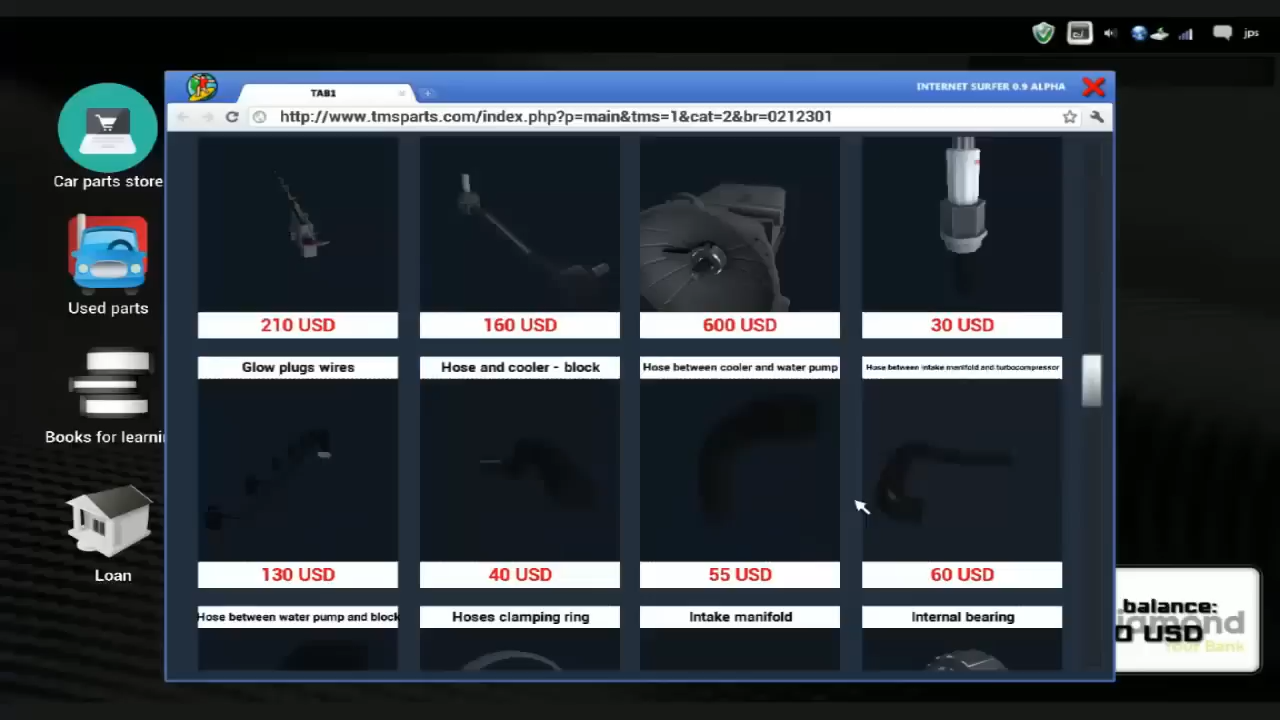 jps
TAB1
INTERNET SURFER 0.9 ALPHA
http://www.tmsparts.com/index.php?p=main&tms=1&cat=2&br=0212301
Car parts store
Used parts
Books for learni
Loan
210 USD
160 USD
600 USD
30 USD
Glow plugs wires
Hose and cooler - block
Hose between cooler and water pump
Hose between intake manifold and turbocompressor
130 USD
40 USD
55 USD
60 USD
Hose between water pump and block
Hoses clamping ring
Intake manifold
Internal bearing
balance:
iamond
0 USD
Your Bank